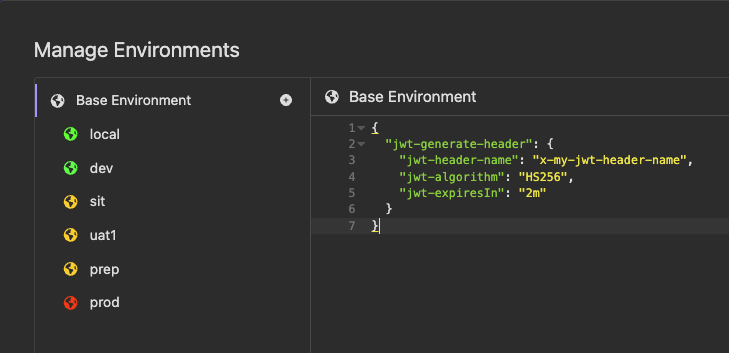 Manage Environments
Base Environment
local
dev
sit
uat1
prep
prod
Base Environment
1 {
2 "jwt-generate-header": {
3 "jwt-header-name": "x-my-jwt-header-name",
4 "jwt-algorithm": "HS256",
5 "jwt-expiresIn": "2m"
6 }
7 }